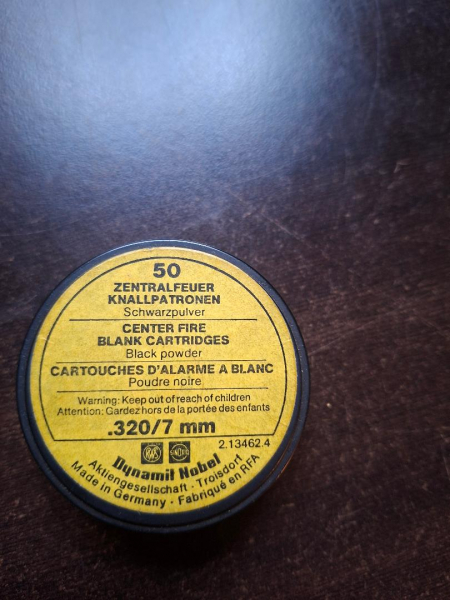 50
ZENTRALFEUER
KNALLPATRONEN
Schwarzpulver
CENTER FIRE
BLANK CARTRIDGES
Black powder
CARTOUCHES D'ALARME A BLANC
Poudre noire
Warning: Keep out of reach of children
Attention: Gardez hors de la portée des enfants
.320/7 mm
2.13462.4
RWS
Dynamit Nobel
Aktiengesellschaft · Troisdorf
Made in Germany · Fabriqué en RFA